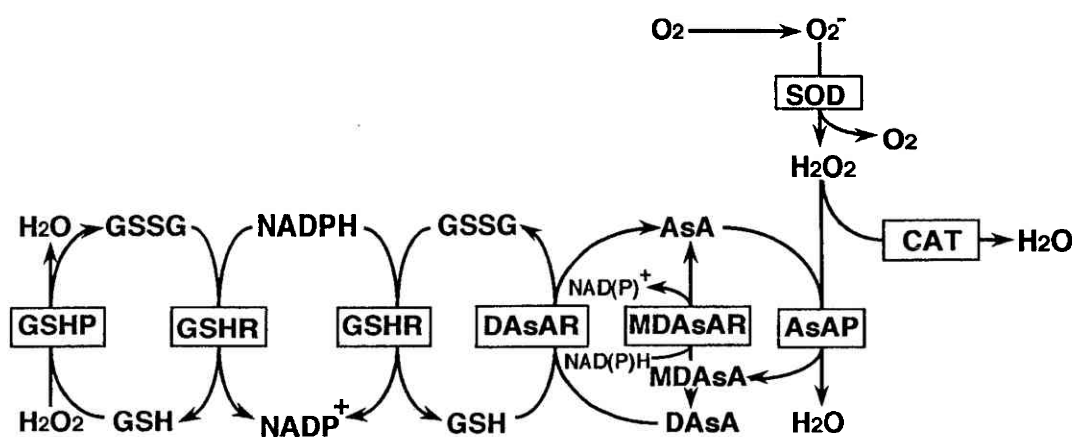 O2 O2-
SOD
O2
H2O2
H2O GSSG NADPH GSSG AsA CAT H2O
NAD(P)+
GSHP GSHR GSHR DAsAR MDAsAR AsAP
NAD(P)H
MDAsA
H2O2 GSH NADP+ GSH DAsA H2O